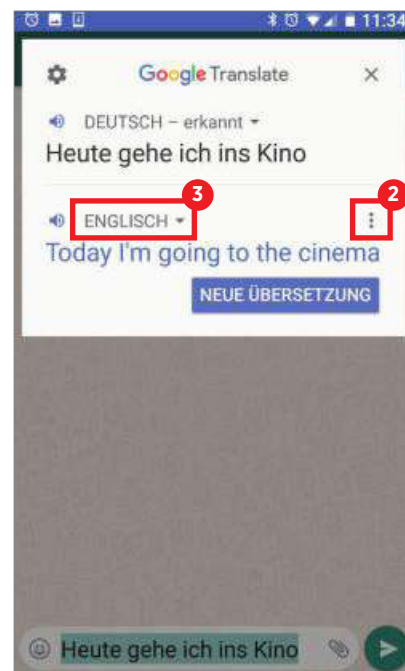 11:34
Google Translate
DEUTSCH – erkannt
Heute gehe ich ins Kino
3
2
ENGLISCH
Today I'm going to the cinema
NEUE ÜBERSETZUNG
Heute gehe ich ins Kino